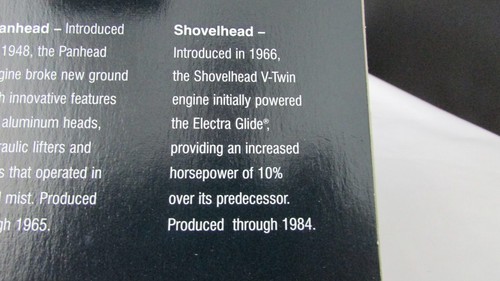 anhead – Introduced
1948, the Panhead
gine broke new ground
h innovative features
aluminum heads,
raulic lifters and
s that operated in
mist. Produced
gh 1965.
Shovelhead –
Introduced in 1966,
the Shovelhead V-Twin
engine initially powered
the Electra Glide®,
providing an increased
horsepower of 10%
over its predecessor.
Produced through 1984.